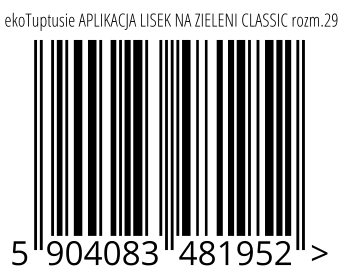 ekoTuptusie APLIKACJA LISEK NA ZIELENI CLASSIC rozm.29
5 904083 481952 >